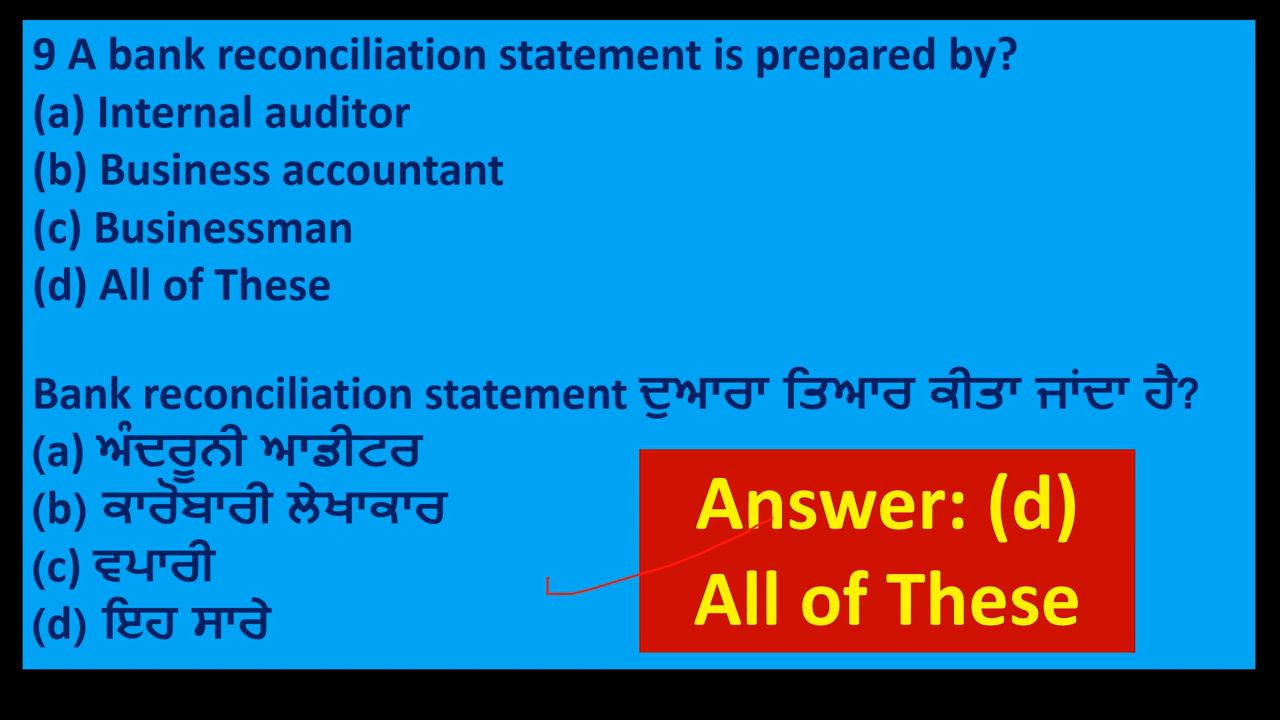 9 A bank reconciliation statement is prepared by?
(a) Internal auditor
(b) Business accountant
(c) Businessman
(d) All of These
Bank reconciliation statement ਦੁਆਰਾ ਤਿਆਰ ਕੀਤਾ ਜਾਂਦਾ ਹੈ?
(a) ਅੰਦਰੂਨੀ ਆਡੀਟਰ
(b) ਕਾਰੋਬਾਰੀ ਲੇਖਾਕਾਰ
(c) ਵਪਾਰੀ
(d) ਇਹ ਸਾਰੇ
Answer: (d)
All of These